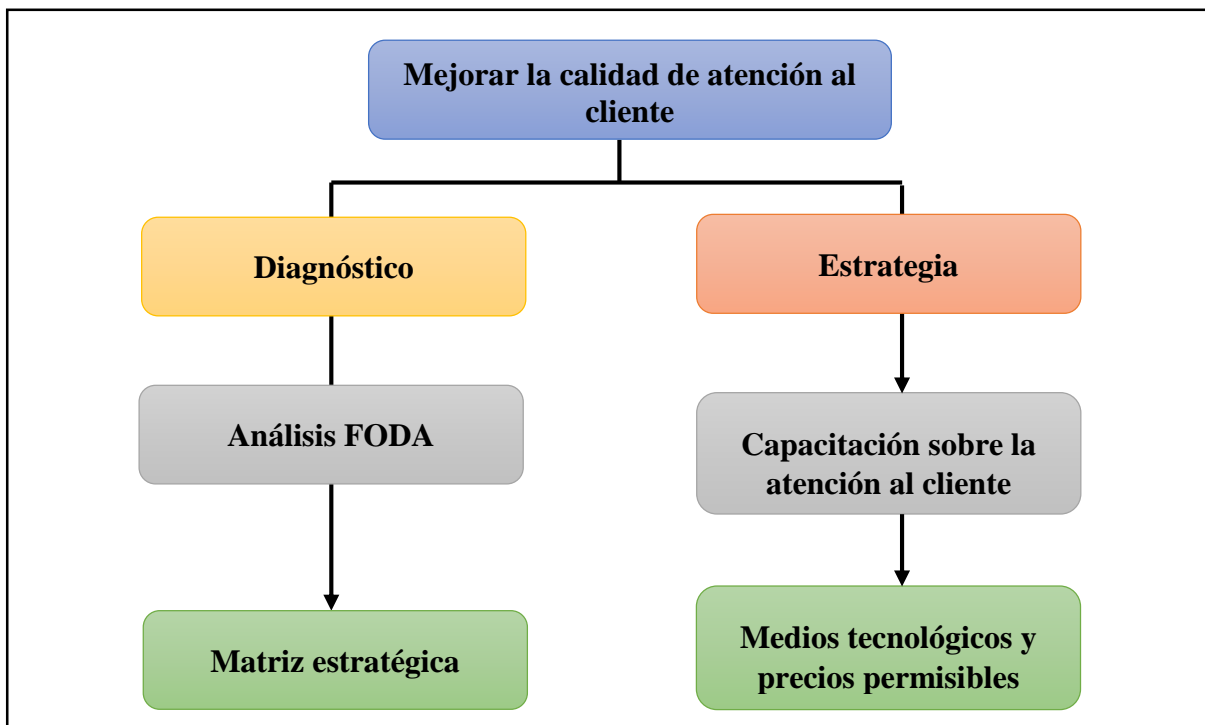 Mejorar la calidad de atención al
cliente
Diagnóstico
Estrategia
Análisis FODA
Capacitación sobre la
atención al cliente
Matriz estratégica
Medios tecnológicos y
precios permisibles